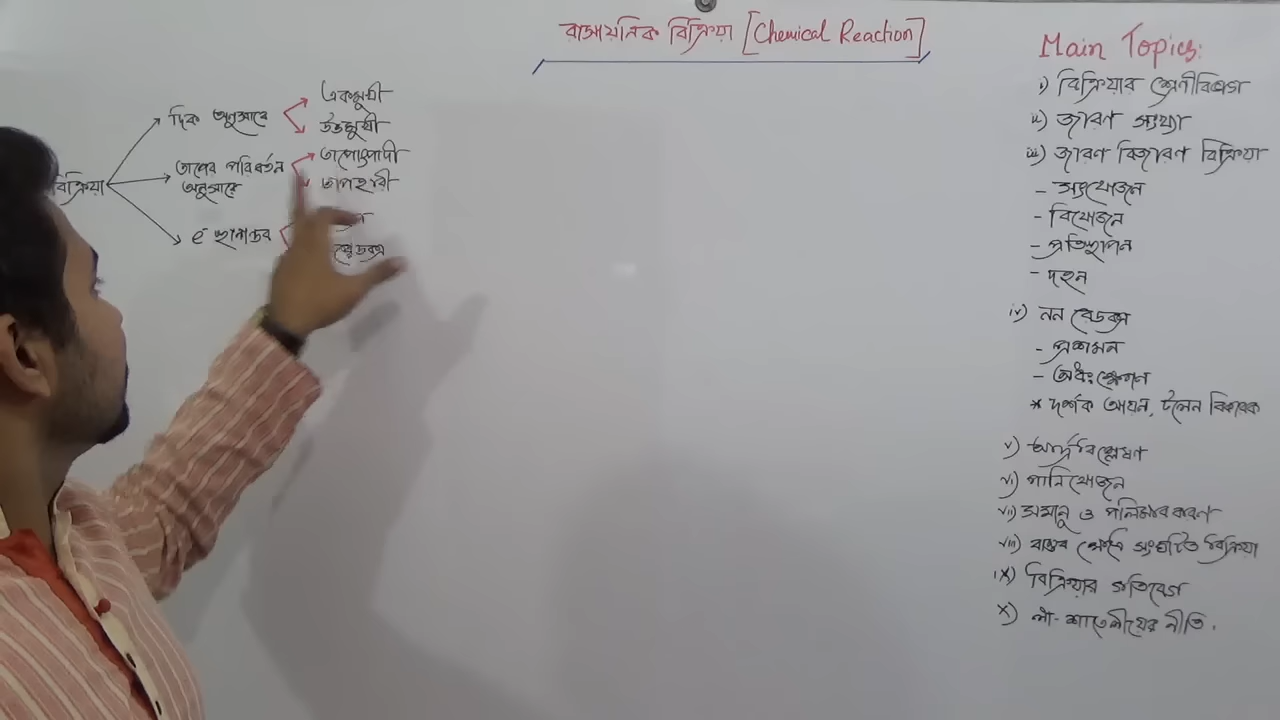 রাসায়নিক বিক্রিয়া [Chemical Reaction]
বিক্রিয়া
দিক অনুসারে
একমুখী
উভমুখী
তাপের পরিবর্তন
অনুসারে
তাপোৎপাদী
তাপহারী
e⁻ স্থানান্তর
Main Topics:
i) বিক্রিয়ার শ্রেণীবিভাগ
ii) জারণ সংখ্যা
iii) জারণ বিজারণ বিক্রিয়া
- সংযোজন
- বিযোজন
- প্রতিস্থাপন
- দহন
iv) নন রেডক্স
- প্রশমন
- অধঃক্ষেপন
* দর্শক আয়ন, টলেন বিকারক
v) আর্দ্রবিশ্লেষণ
vi) পানিযোজন
vii) সমানু ও পলিমারকরণ
viii) বাস্তব ক্ষেত্রে সংঘটিত বিক্রিয়া
ix) বিক্রিয়ার গতিবেগ
x) লা-শাতেলীয়ের নীতি.